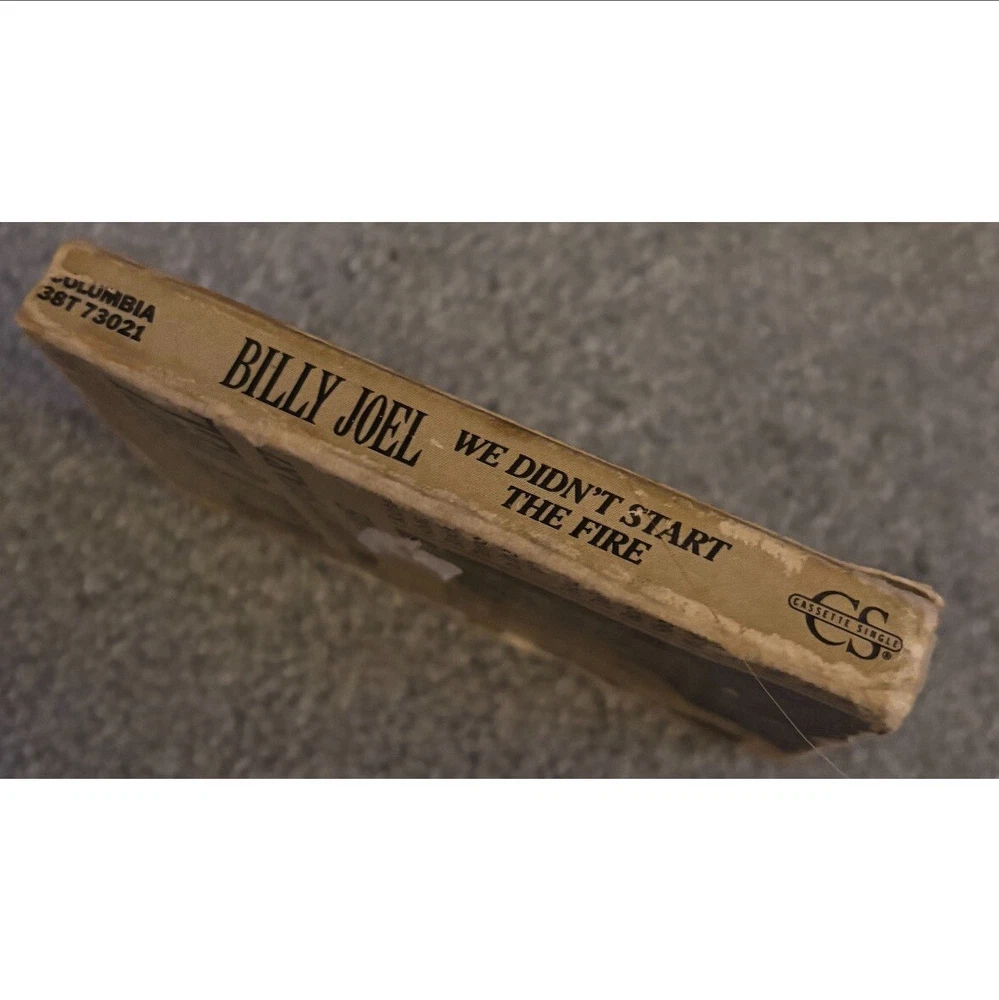 COLUMBIA
38T 73021
BILLY JOEL
WE DIDN'T START
THE FIRE
CS
CASSETTE SINGLE
®